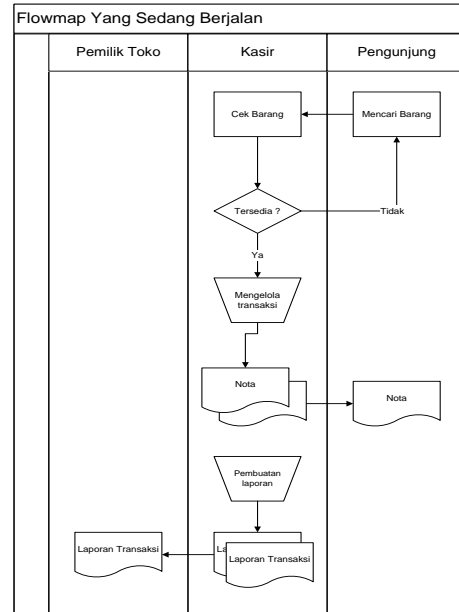 Flowmap Yang Sedang Berjalan
Pemilik Toko
Kasir
Pengunjung
Cek Barang
Mencari Barang
Tersedia ?
Tidak
Ya
Mengelola
transaksi
Nota
Nota
Pembuatan
laporan
Laporan Transaksi
La
Laporan Transaksi